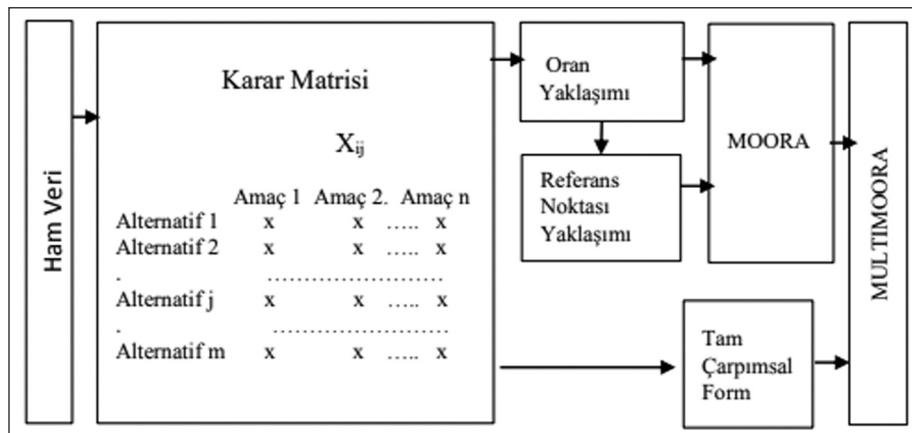 Ham Veri
Karar Matrisi
Xij
Amaç 1 Amaç 2. Amaç n
Alternatif 1 x x ..... x
Alternatif 2 x x ..... x
. ..............................
Alternatif j x x ..... x
. ..............................
Alternatif m x x ..... x
Oran
Yaklaşımı
Referans
Noktası
Yaklaşımı
MOORA
Tam
Çarpımsal
Form
MULTIMOORA